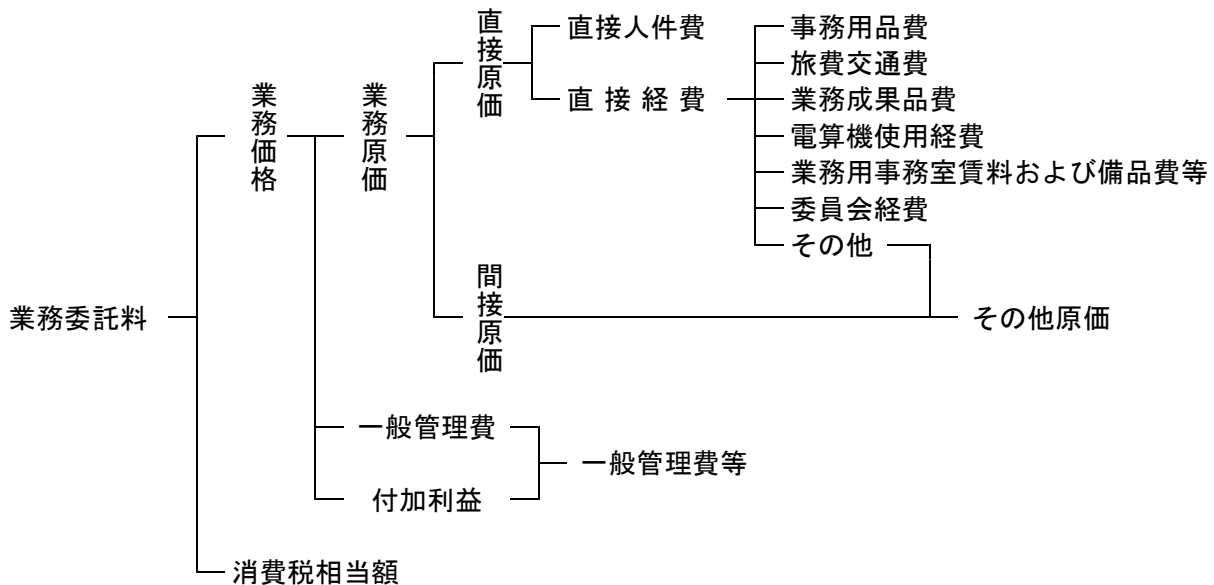 直接原価
直接人件費
直接経費
事務用品費
旅費交通費
業務成果品費
電算機使用経費
業務用事務室賃料および備品費等
委員会経費
その他
業務価格
業務原価
間接原価
業務委託料
その他原価
一般管理費
一般管理費等
付加利益
消費税相当額